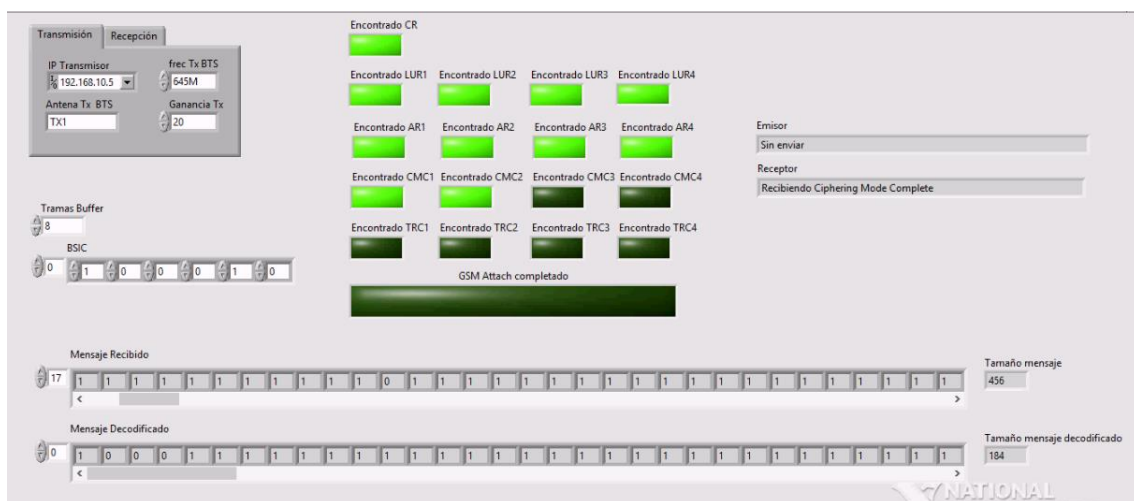 Transmisión Recepción
IP Transmisor frec Tx BTS
192.168.10.5 645M
Antena Tx BTS Ganancia Tx
TX1 20
Tramas Buffer
8
BSIC
0 1 0 0 0 1 0
Encontrado CR
Encontrado LUR1 Encontrado LUR2 Encontrado LUR3 Encontrado LUR4
Encontrado AR1 Encontrado AR2 Encontrado AR3 Encontrado AR4
Encontrado CMC1 Encontrado CMC2 Encontrado CMC3 Encontrado CMC4
Encontrado TRC1 Encontrado TRC2 Encontrado TRC3 Encontrado TRC4
GSM Attach completado
Emisor
Sin enviar
Receptor
Recibiendo Ciphering Mode Complete
Mensaje Recibido
17 1 1 1 1 1 1 1 1 1 1 1 0 1 1 1 1 1 1 1 1 1 1 1 1 1 1 1 1 1 1 1 1
Tamaño mensaje
456
Mensaje Decodificado
0 1 0 0 0 1 1 1 1 1 1 1 1 1 1 1 1 1 1 1 1 1 1 1 1 1 1 1 1 1 1 1 1
Tamaño mensaje decodificado
184
NATIONAL